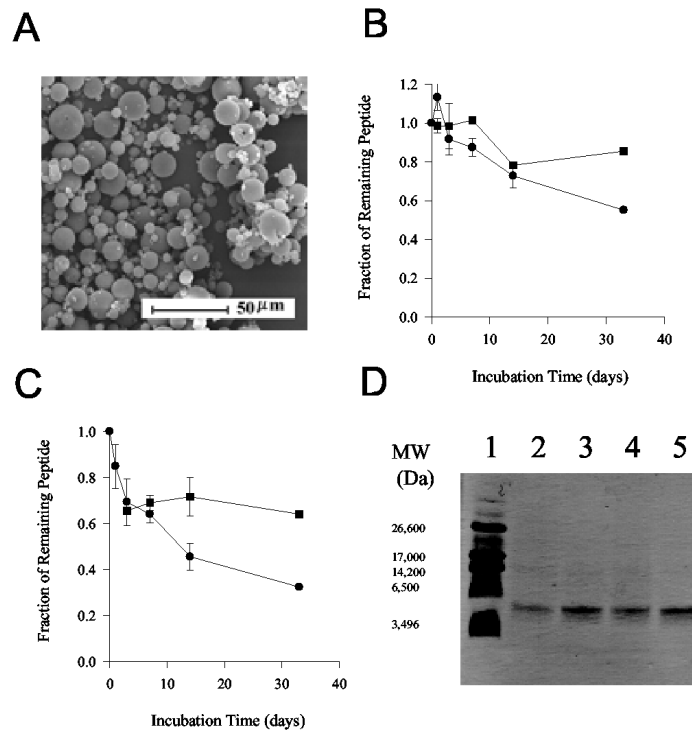 A
50 μm
B
Fraction of Remaining Peptide
1.2
1.0
0.8
0.6
0.4
0.2
0.0
0 10 20 30 40
Incubation Time (days)
C
Fraction of Remaining Peptide
1.0
0.8
0.6
0.4
0.2
0.0
0 10 20 30 40
Incubation Time (days)
D
MW
(Da)
1 2 3 4 5
26,600
17,000
14,200
6,500
3,496